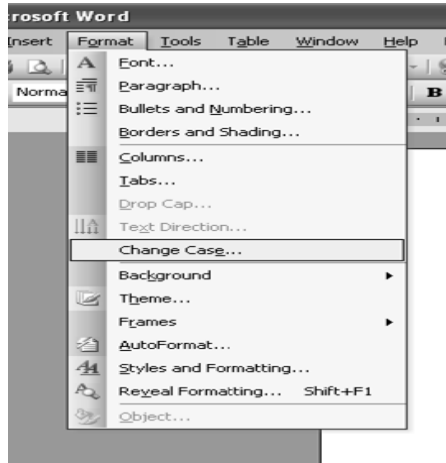 rosoft Word
Insert Format Tools Table Window Help
Norma B
Font...
Paragraph...
Bullets and Numbering...
Borders and Shading...
Columns...
Tabs...
Drop Cap...
Text Direction...
Change Case...
Background
Theme...
Frames
AutoFormat...
Styles and Formatting...
Reveal Formatting... Shift+F1
Object...